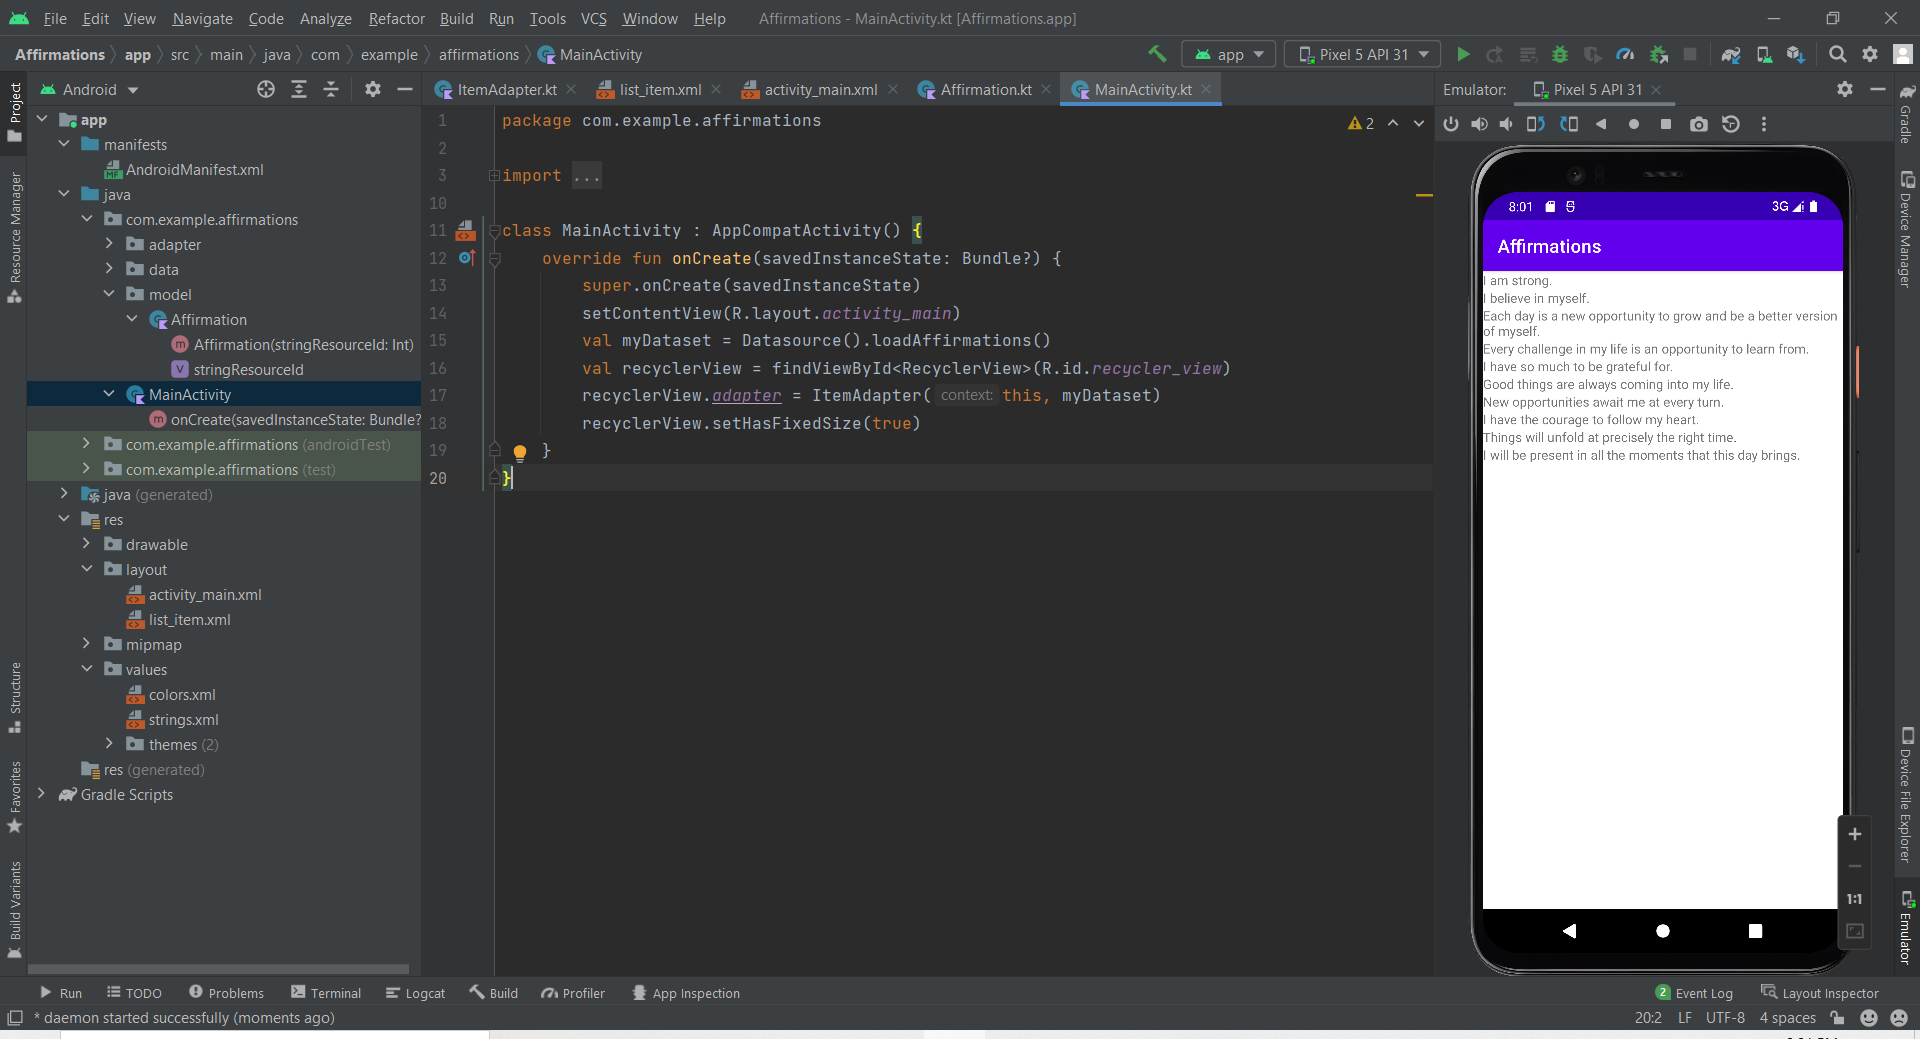 File Edit View Navigate Code Analyze Refactor Build Run Tools VCS Window Help Affirmations - MainActivity.kt [Affirmations.app]
Affirmations app src main java com example affirmations MainActivity app Pixel 5 API 31
Project
Resource Manager
Structure
Favorites
Build Variants
Android
app
manifests
AndroidManifest.xml
java
com.example.affirmations
adapter
data
model
Affirmation
Affirmation(stringResourceId: Int)
stringResourceId
MainActivity
onCreate(savedInstanceState: Bundle?
com.example.affirmations (androidTest)
com.example.affirmations (test)
java (generated)
res
drawable
layout
activity_main.xml
list_item.xml
mipmap
values
colors.xml
strings.xml
themes (2)
res (generated)
Gradle Scripts
ItemAdapter.kt list_item.xml activity_main.xml Affirmation.kt MainActivity.kt
2
1 package com.example.affirmations
2
3 import ...
10
11 class MainActivity : AppCompatActivity() {
12 override fun onCreate(savedInstanceState: Bundle?) {
13 super.onCreate(savedInstanceState)
14 setContentView(R.layout.activity_main)
15 val myDataset = Datasource().loadAffirmations()
16 val recyclerView = findViewById<RecyclerView>(R.id.recycler_view)
17 recyclerView.adapter = ItemAdapter( context: this, myDataset)
18 recyclerView.setHasFixedSize(true)
19 }
20 }
Emulator: Pixel 5 API 31
8:01 3G
Affirmations
I am strong.
I believe in myself.
Each day is a new opportunity to grow and be a better version
of myself.
Every challenge in my life is an opportunity to learn from.
I have so much to be grateful for.
Good things are always coming into my life.
New opportunities await me at every turn.
I have the courage to follow my heart.
Things will unfold at precisely the right time.
I will be present in all the moments that this day brings.
1:1
Gradle
Device Manager
Device File Explorer
Emulator
Run TODO Problems Terminal Logcat Build Profiler App Inspection 2 Event Log Layout Inspector
* daemon started successfully (moments ago) 20:2 LF UTF-8 4 spaces